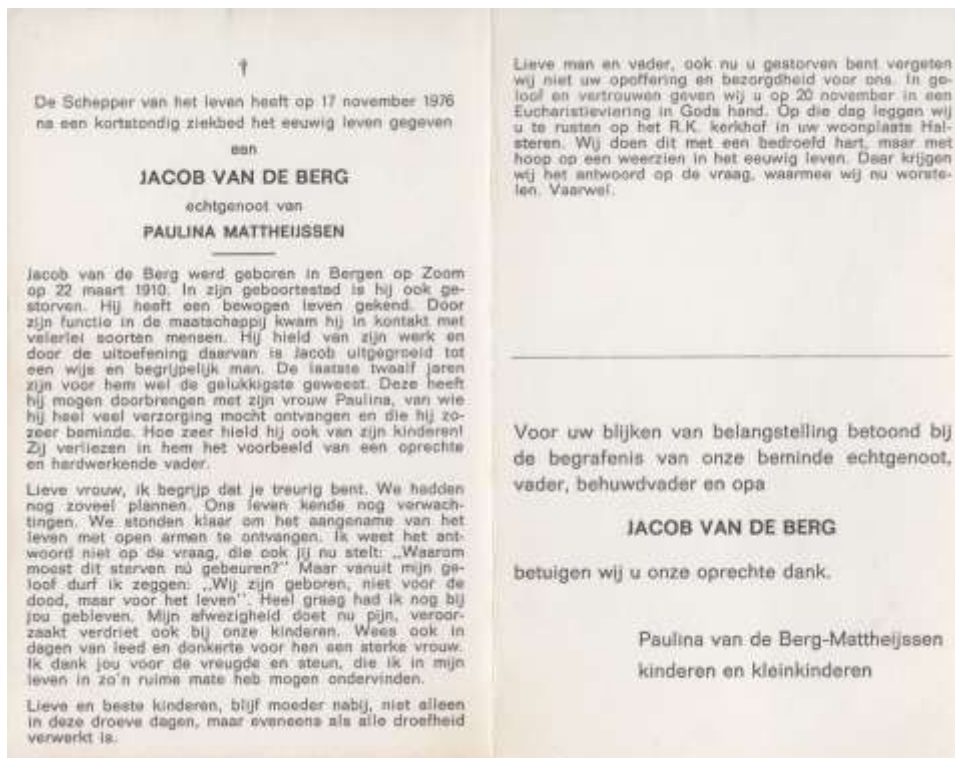 †
De Schepper van het leven heeft op 17 november 1976
na een kortstondig ziekbed het eeuwig leven gegeven
aan
JACOB VAN DE BERG
echtgenoot van
PAULINA MATTHEIJSSEN
Jacob van de Berg werd geboren in Bergen op Zoom
op 22 maart 1910. In zijn geboortestad is hij ook ge-
storven. Hij heeft een bewogen leven gekend. Door
zijn functie in de maatschappij kwam hij in kontakt met
velerlei soorten mensen. Hij hield van zijn werk en
door de uitoefening daarvan is Jacob uitgegroeid tot
een wijs en begrijpelijk man. De laatste twaalf jaren
zijn voor hem wel de gelukkigste geweest. Deze heeft
hij mogen doorbrengen met zijn vrouw Paulina, van wie
hij heel veel verzorging mocht ontvangen en die hij zo-
zeer beminde. Hoe zeer hield hij ook van zijn kinderen!
Zij verliezen in hem het voorbeeld van een oprechte
en hardwerkende vader.
Lieve vrouw, ik begrijp dat je treurig bent. We hadden
nog zoveel plannen. Ons leven kende nog verwach-
tingen. We stonden klaar om het aangename van het
leven met open armen te ontvangen. Ik weet het ant-
woord niet op de vraag, die ook jij nu stelt: „Waarom
moest dit sterven nú gebeuren?" Maar vanuit mijn ge-
loof durf ik zeggen: „Wij zijn geboren, niet voor de
dood, maar voor het leven". Heel graag had ik nog bij
jou gebleven. Mijn afwezigheid doet nu pijn, veroor-
zaakt verdriet ook bij onze kinderen. Wees ook in
dagen van leed en donkerte voor hen een sterke vrouw.
Ik dank jou voor de vreugde en steun, die ik in mijn
leven in zo'n ruime mate heb mogen ondervinden.
Lieve en beste kinderen, blijf moeder nabij, niet alleen
in deze droeve dagen, maar eveneens als alle droefheid
verwerkt is.
Lieve man en vader, ook nu u gestorven bent vergeten
wij niet uw opoffering en bezorgdheid voor ons. In ge-
loof en vertrouwen geven wij u op 20 november in een
Eucharistieviering in Gods hand. Op die dag leggen wij
u te rusten op het R.K. kerkhof in uw woonplaats Hal-
steren. Wij doen dit met een bedroefd hart, maar met
hoop op een weerzien in het eeuwig leven. Daar krijgen
wij het antwoord op de vraag, waarmee wij nu worste-
len. Vaarwel.
Voor uw blijken van belangstelling betoond bij
de begrafenis van onze beminde echtgenoot,
vader, behuwdvader en opa
JACOB VAN DE BERG
betuigen wij u onze oprechte dank.
Paulina van de Berg-Mattheijssen
kinderen en kleinkinderen